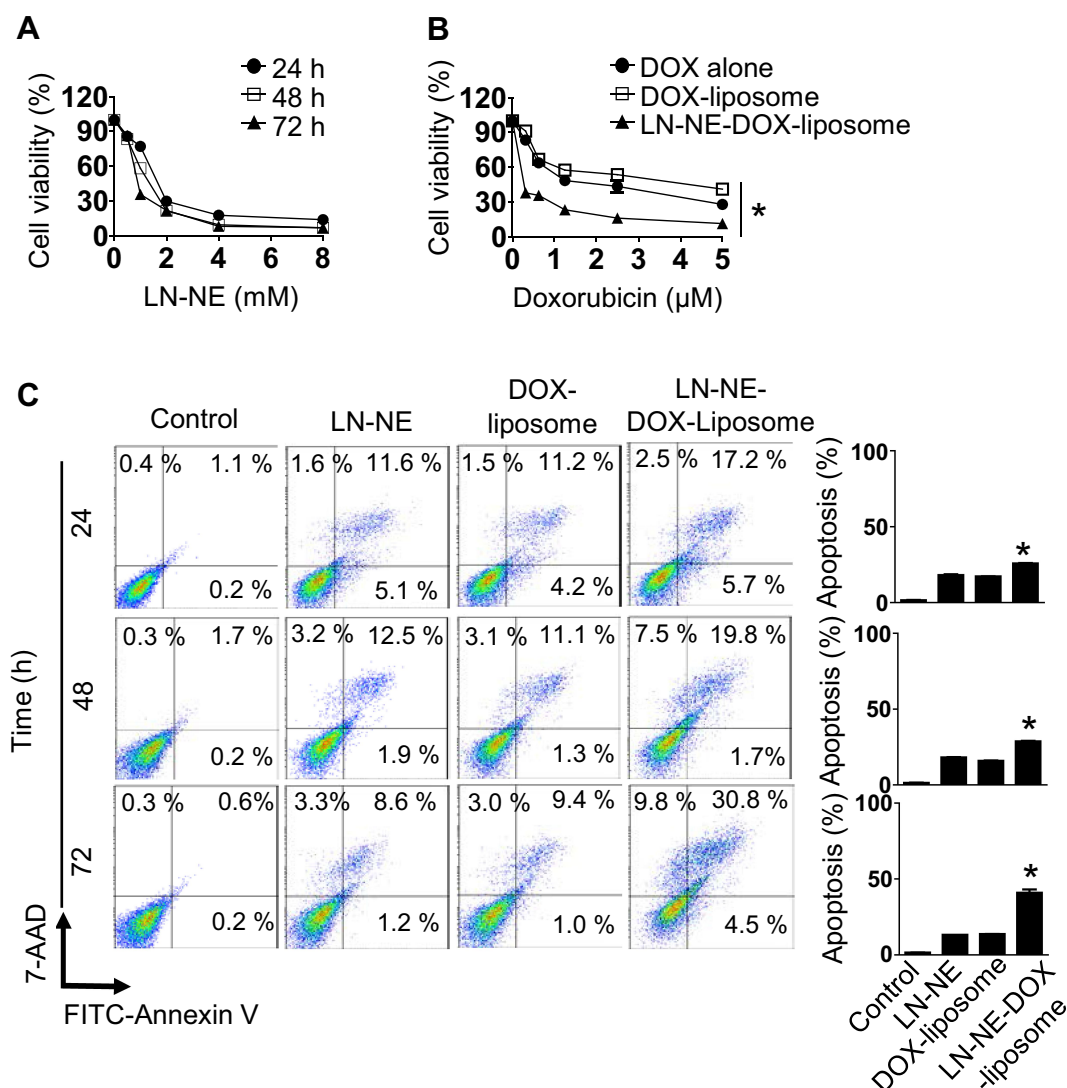 A
Cell viability (%)
120
90
60
30
0
0 2 4 6 8
LN-NE (mM)
24 h
48 h
72 h
B
Cell viability (%)
120
90
60
30
0
0 1 2 3 4 5
Doxorubicin (µM)
DOX alone
DOX-liposome
LN-NE-DOX-liposome
*
C
Control
LN-NE
DOX-
liposome
LN-NE-
DOX-Liposome
Time (h)
24
0.4 % 1.1 %
0.2 %
1.6 % 11.6 %
5.1 %
1.5 % 11.2 %
4.2 %
2.5 % 17.2 %
5.7 %
Apoptosis (%)
100
50
0
*
48
0.3 % 1.7 %
0.2 %
3.2 % 12.5 %
1.9 %
3.1 % 11.1 %
1.3 %
7.5 % 19.8 %
1.7%
Apoptosis (%)
100
50
0
*
72
0.3 % 0.6%
0.2 %
3.3% 8.6 %
1.2 %
3.0 % 9.4 %
1.0 %
9.8 % 30.8 %
4.5 %
Apoptosis (%)
100
50
0
*
Control
LN-NE
DOX-liposome
LN-NE-DOX
-liposome
7-AAD
FITC-Annexin V